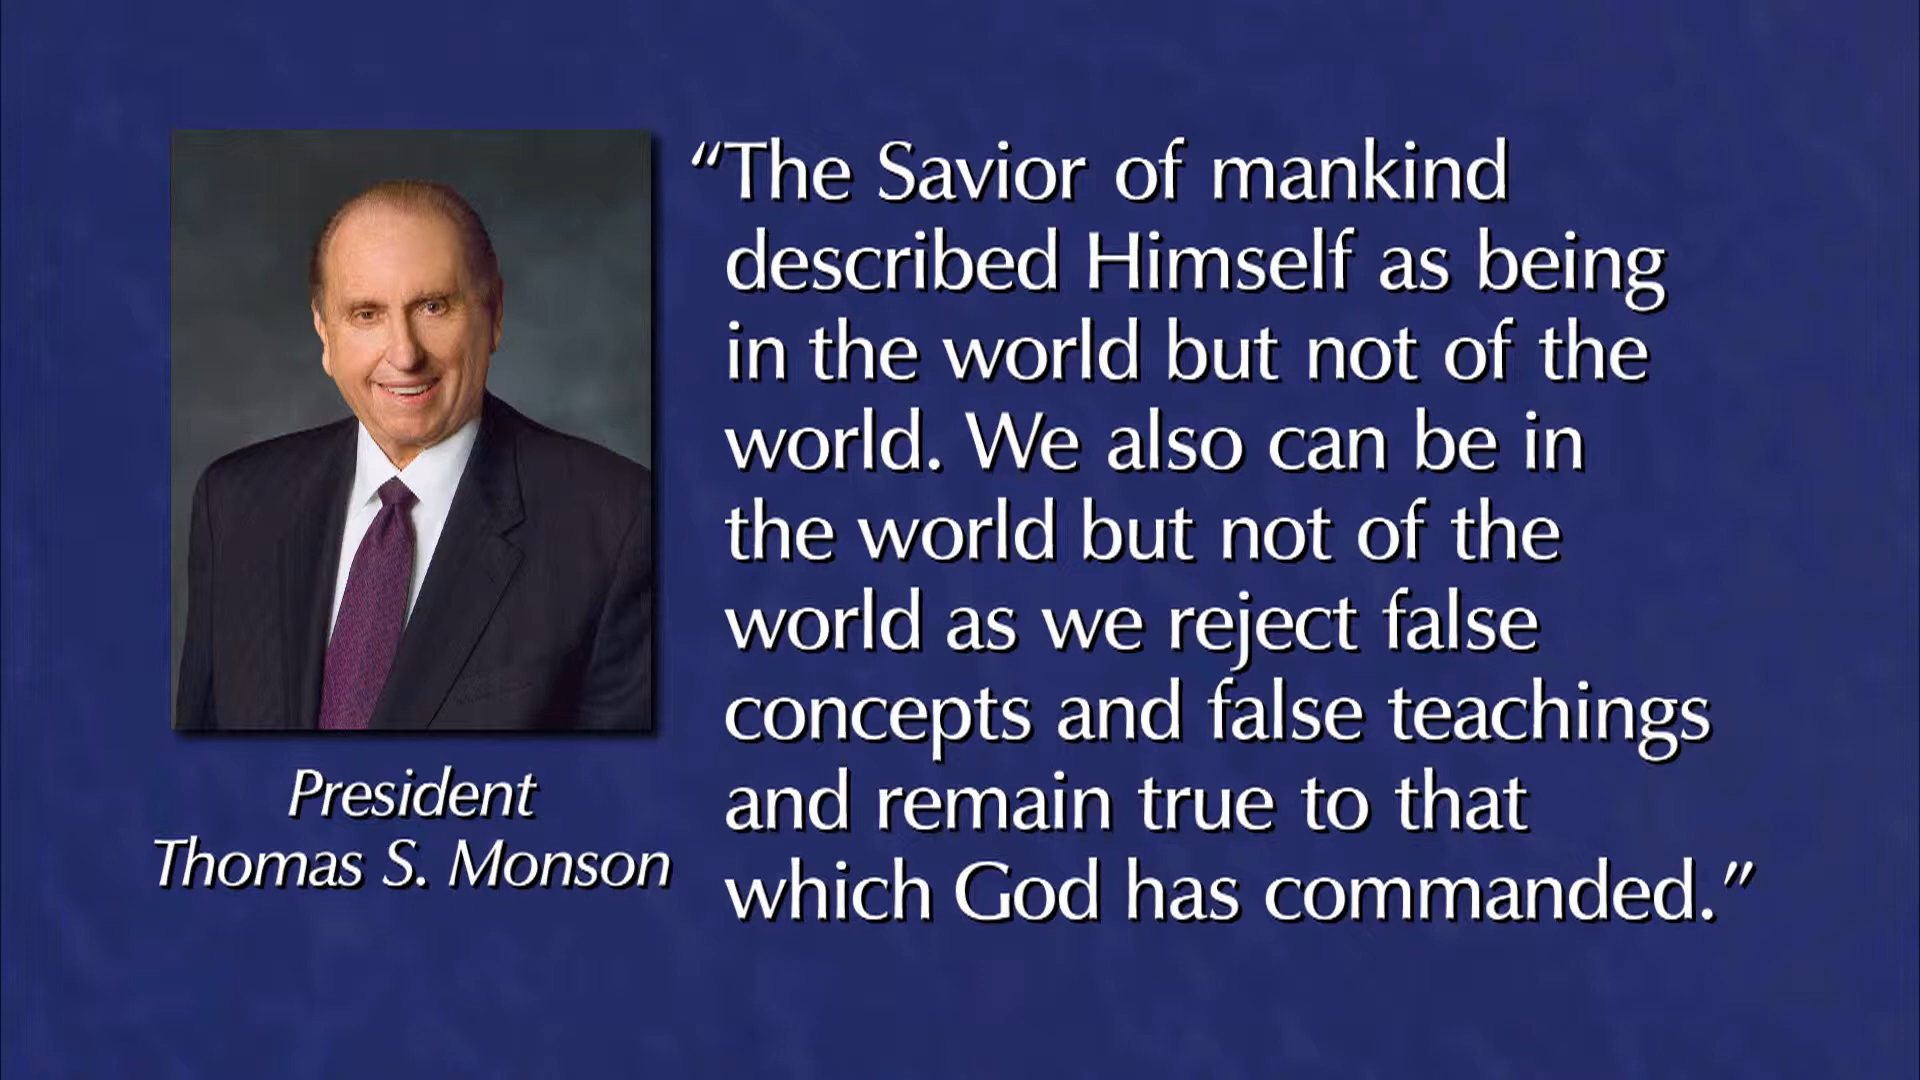 “The Savior of mankind
described Himself as being
in the world but not of the
world. We also can be in
the world but not of the
world as we reject false
concepts and false teachings
and remain true to that
which God has commanded.”
President
Thomas S. Monson